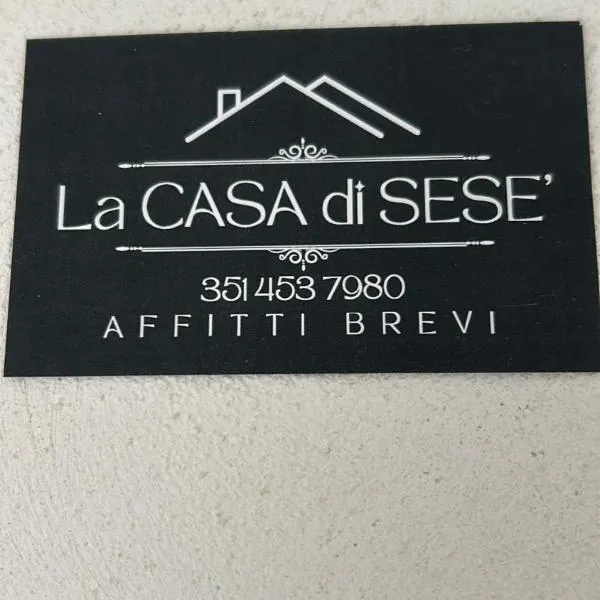 La CASA di SESE'
351 453 7980
AFFITTI BREVI